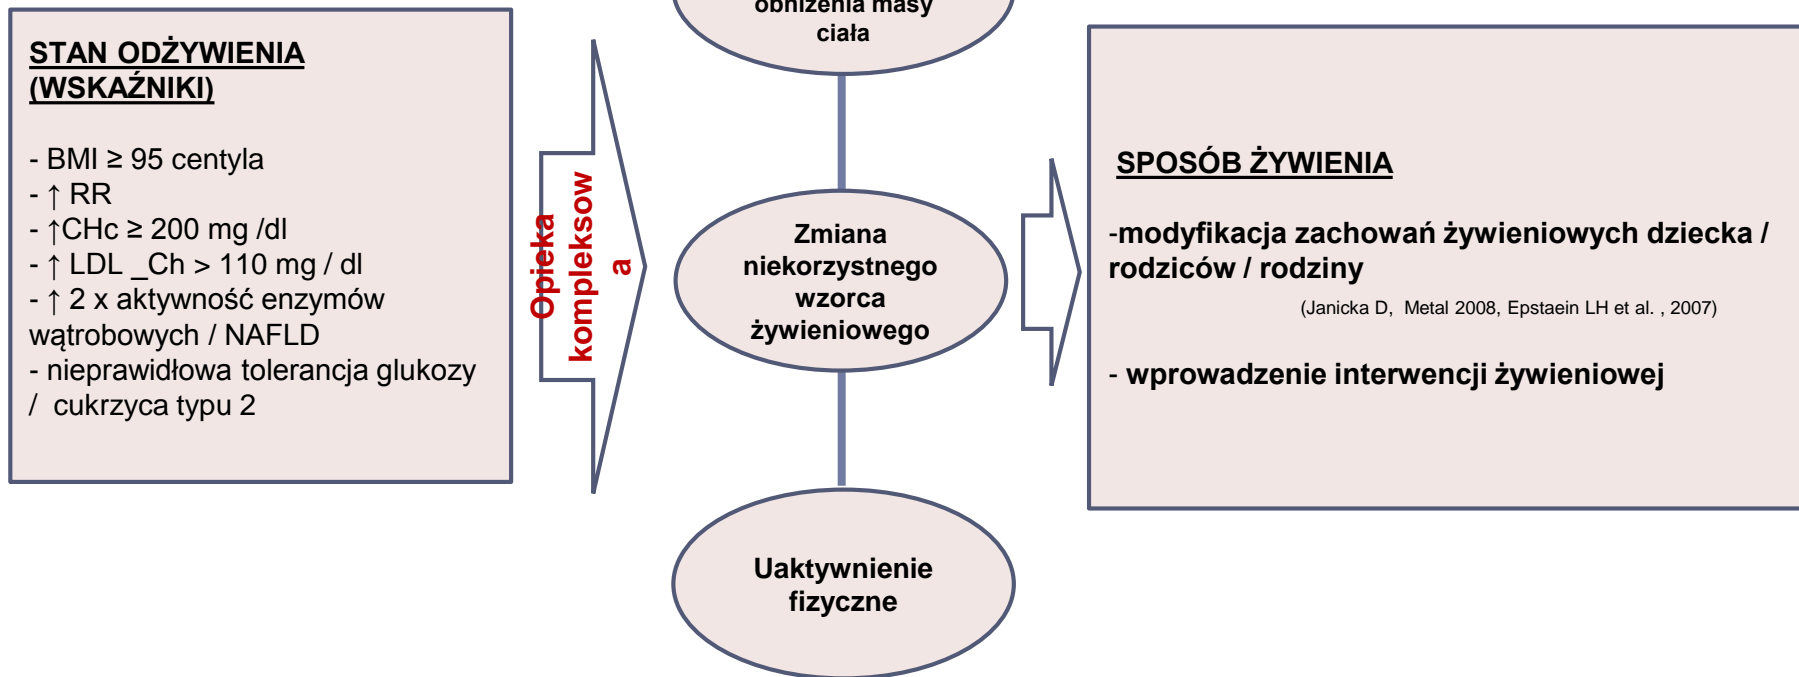 STAN ODŻYWIENIA
(WSKAŹNIKI)
- BMI ≥ 95 centyla
- ↑ RR
- ↑CHc ≥ 200 mg /dl
- ↑ LDL _Ch > 110 mg / dl
- ↑ 2 x aktywność enzymów
wątrobowych / NAFLD
- nieprawidłowa tolerancja glukozy
/ cukrzyca typu 2
Opieka
kompleksow
a
obniżenia masy
ciała
Zmiana
niekorzystnego
wzorca
żywieniowego
Uaktywnienie
fizyczne
SPOSÓB ŻYWIENIA
-modyfikacja zachowań żywieniowych dziecka /
rodziców / rodziny
(Janicka D, Metal 2008, Epstaein LH et al. , 2007)
- wprowadzenie interwencji żywieniowej